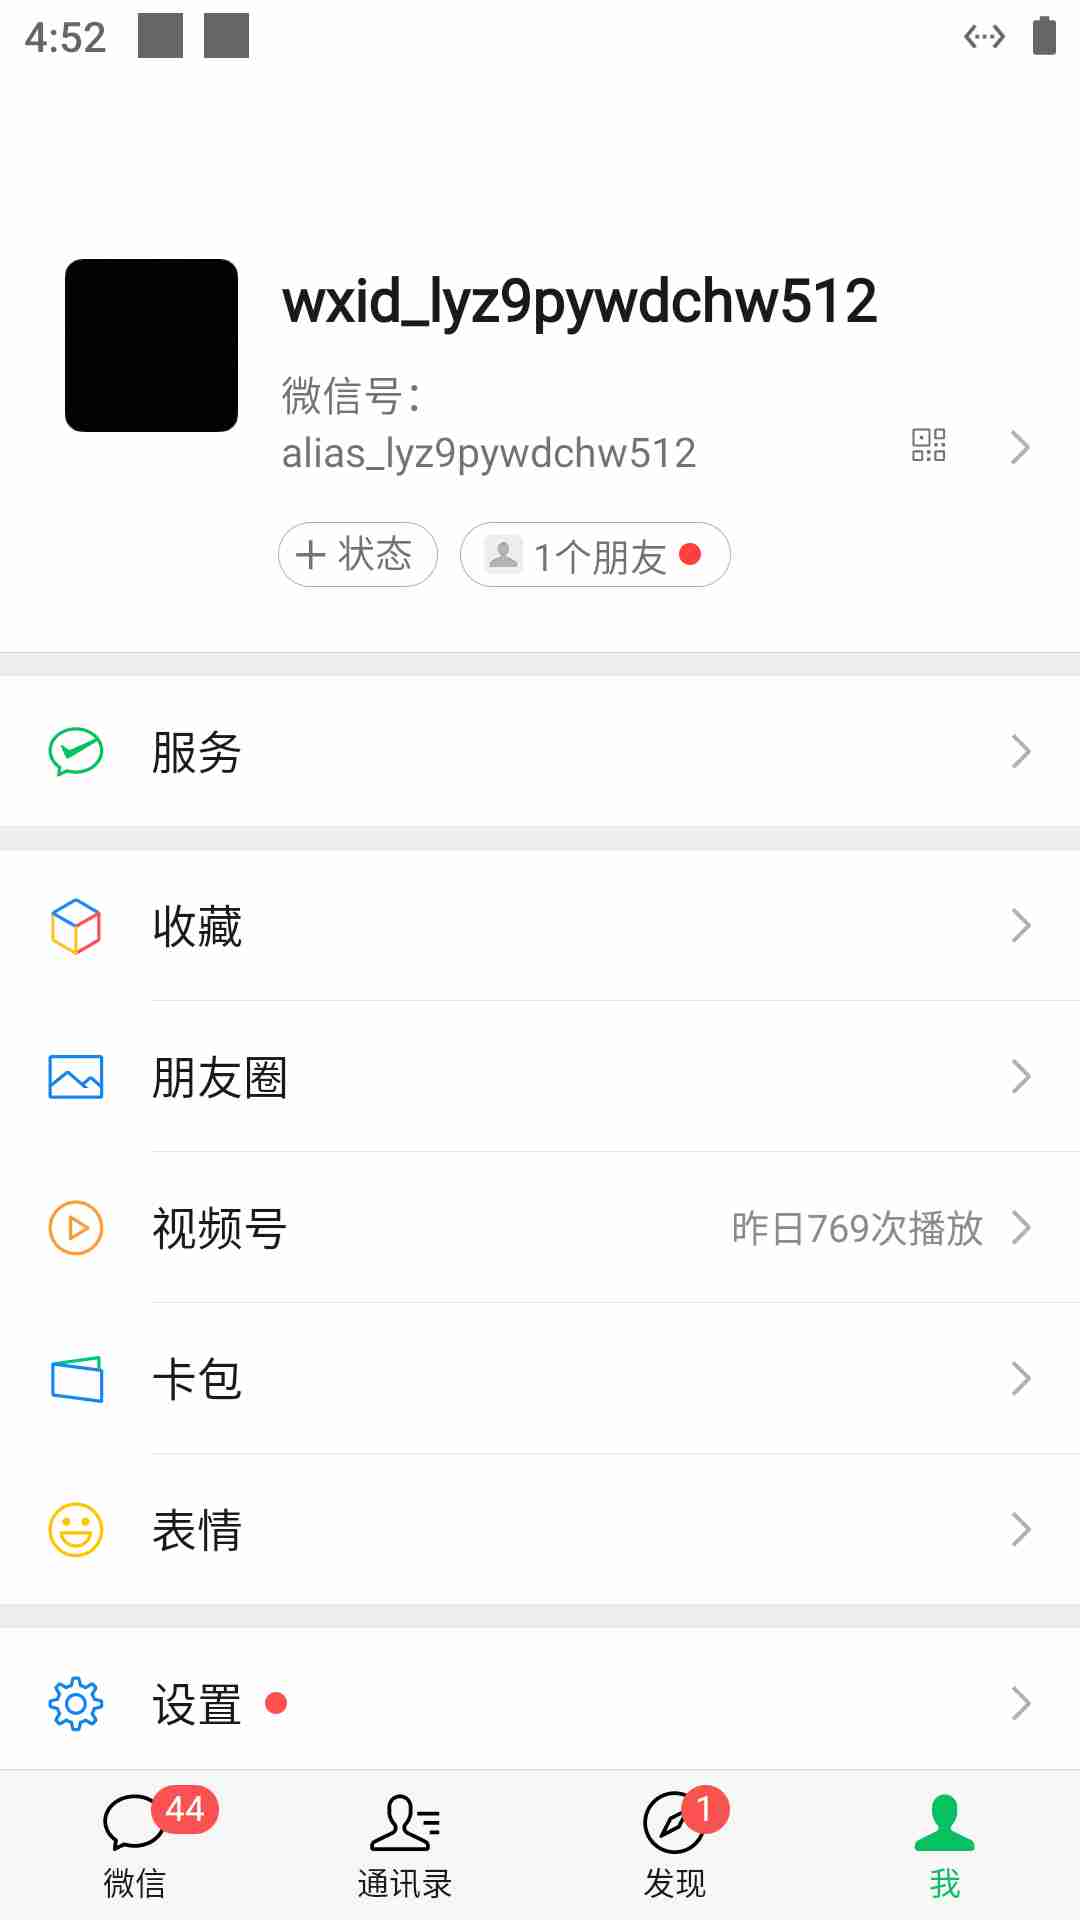 4:52
wxid_lyz9pywdchw512
微信号：
alias_lyz9pywdchw512
状态
1个朋友
服务
收藏
朋友圈
视频号
昨日769次播放
卡包
表情
设置
44
1
微信
通讯录
发现
我